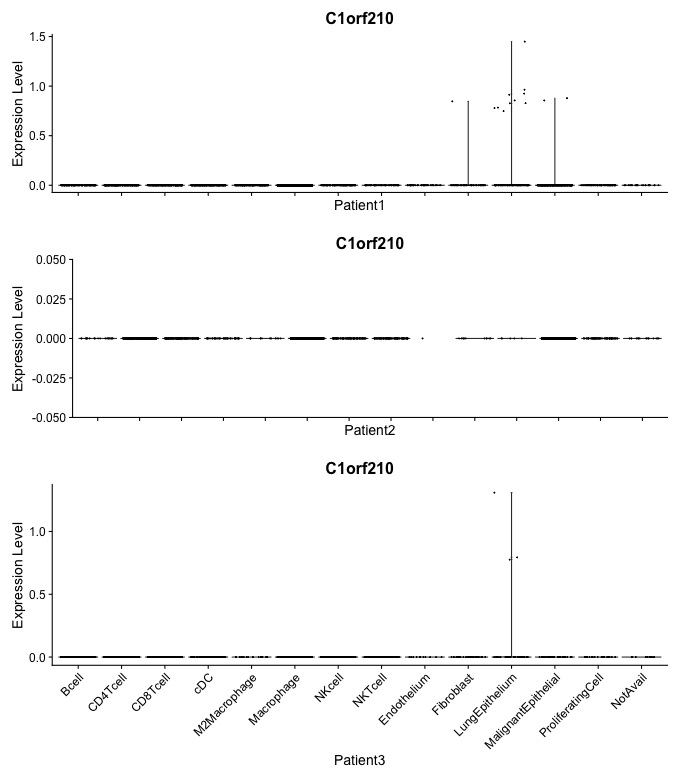 C1orf210
Expression Level
1.5
1.0
0.5
0.0
Patient1
C1orf210
Expression Level
0.050
0.025
0.000
-0.025
-0.050
Patient2
C1orf210
Expression Level
1.0
0.5
0.0
Bcell
CD4Tcell
CD8Tcell
cDC
M2Macrophage
Macrophage
NKcell
NKTcell
Endothelium
Fibroblast
LungEpithelium
MalignantEpithelial
ProliferatingCell
NotAvail
Patient3